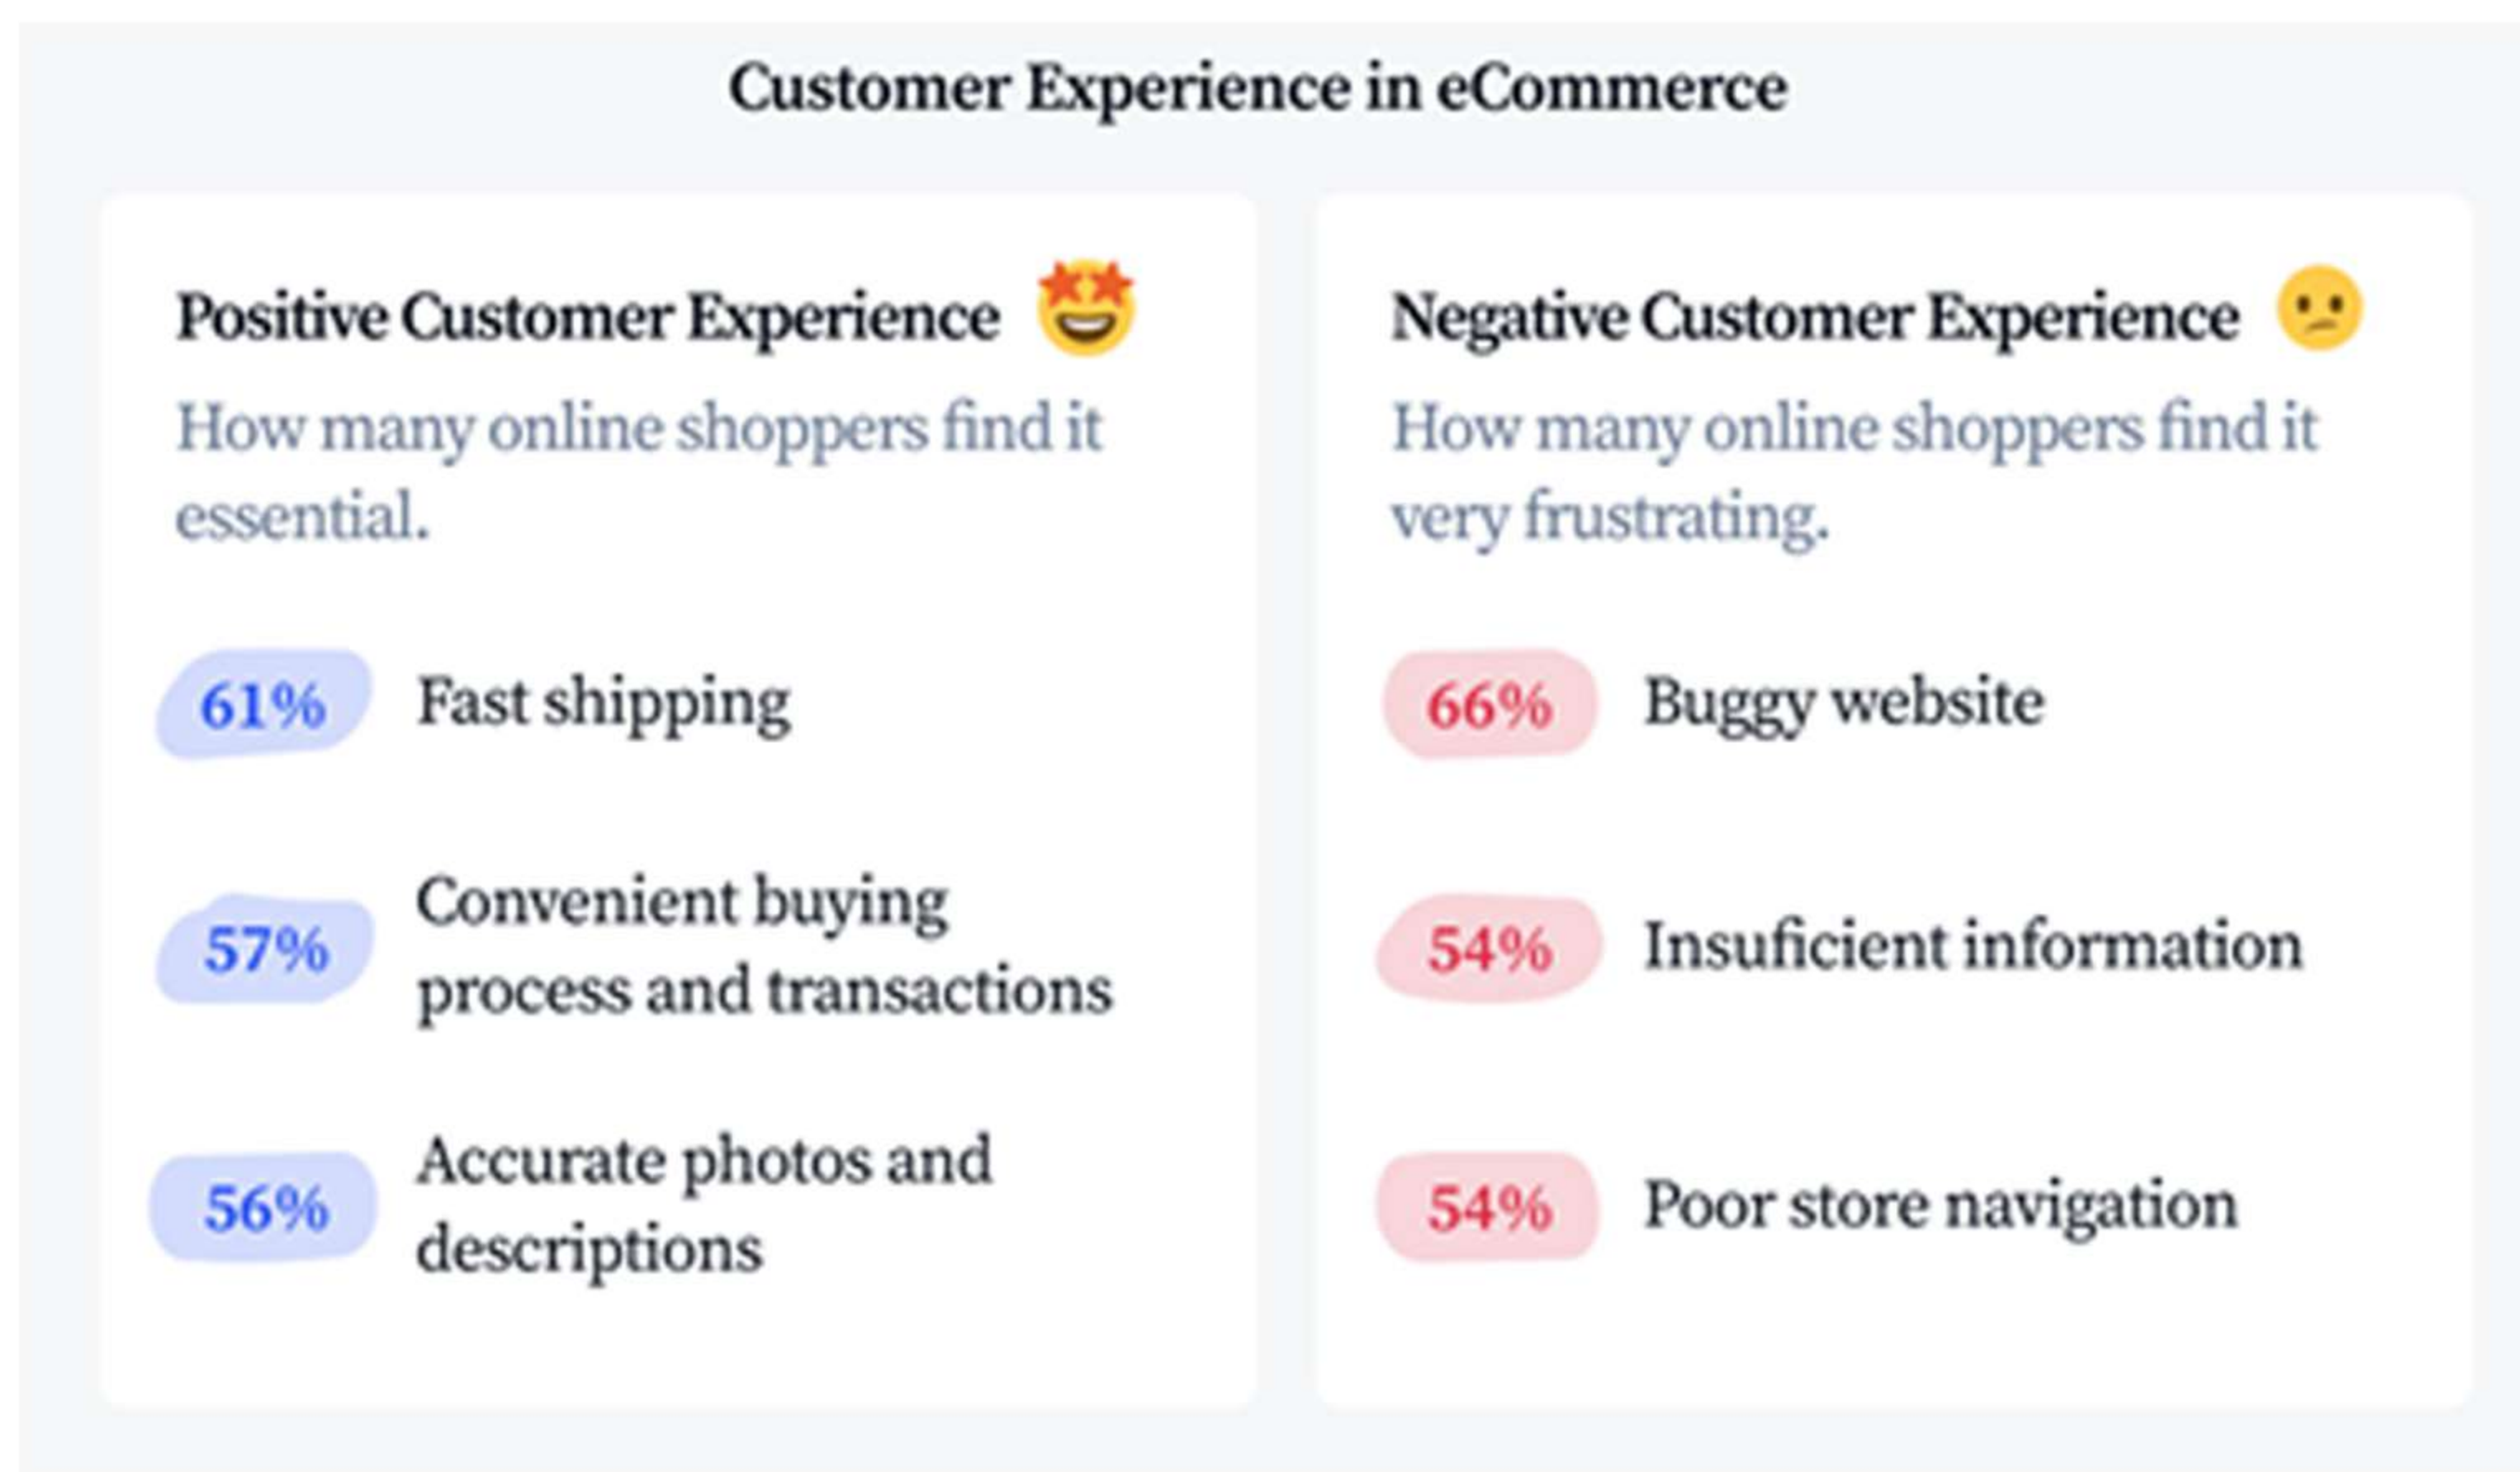 Customer Experience in eCommerce
Positive Customer Experience
How many online shoppers find it
essential.
61% Fast shipping
57% Convenient buying
process and transactions
56% Accurate photos and
descriptions
Negative Customer Experience
How many online shoppers find it
very frustrating.
66% Buggy website
54% Insuficient information
54% Poor store navigation